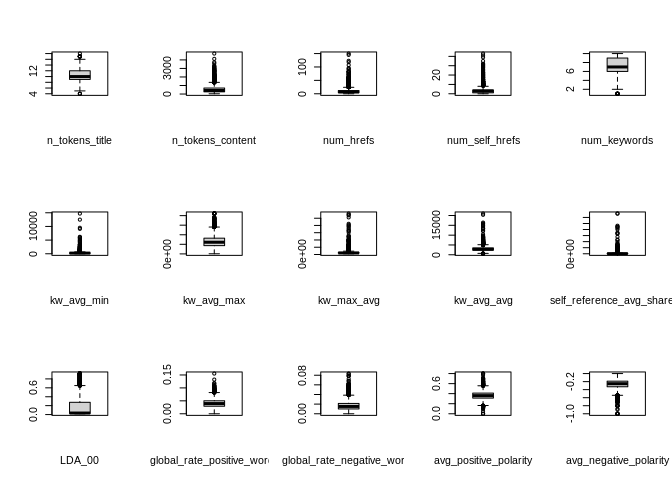 4 12
0 3000
0 100
0 20
2 6
n_tokens_title
n_tokens_content
num_hrefs
num_self_hrefs
num_keywords
0 10000
0e+00
0e+00
0 15000
0e+00
kw_avg_min
kw_avg_max
kw_max_avg
kw_avg_avg
self_reference_avg_share
0.0 0.6
0.00 0.15
0.00 0.08
0.0 0.6
-1.0 -0.2
LDA_00
global_rate_positive_wor
global_rate_negative_wor
avg_positive_polarity
avg_negative_polarity